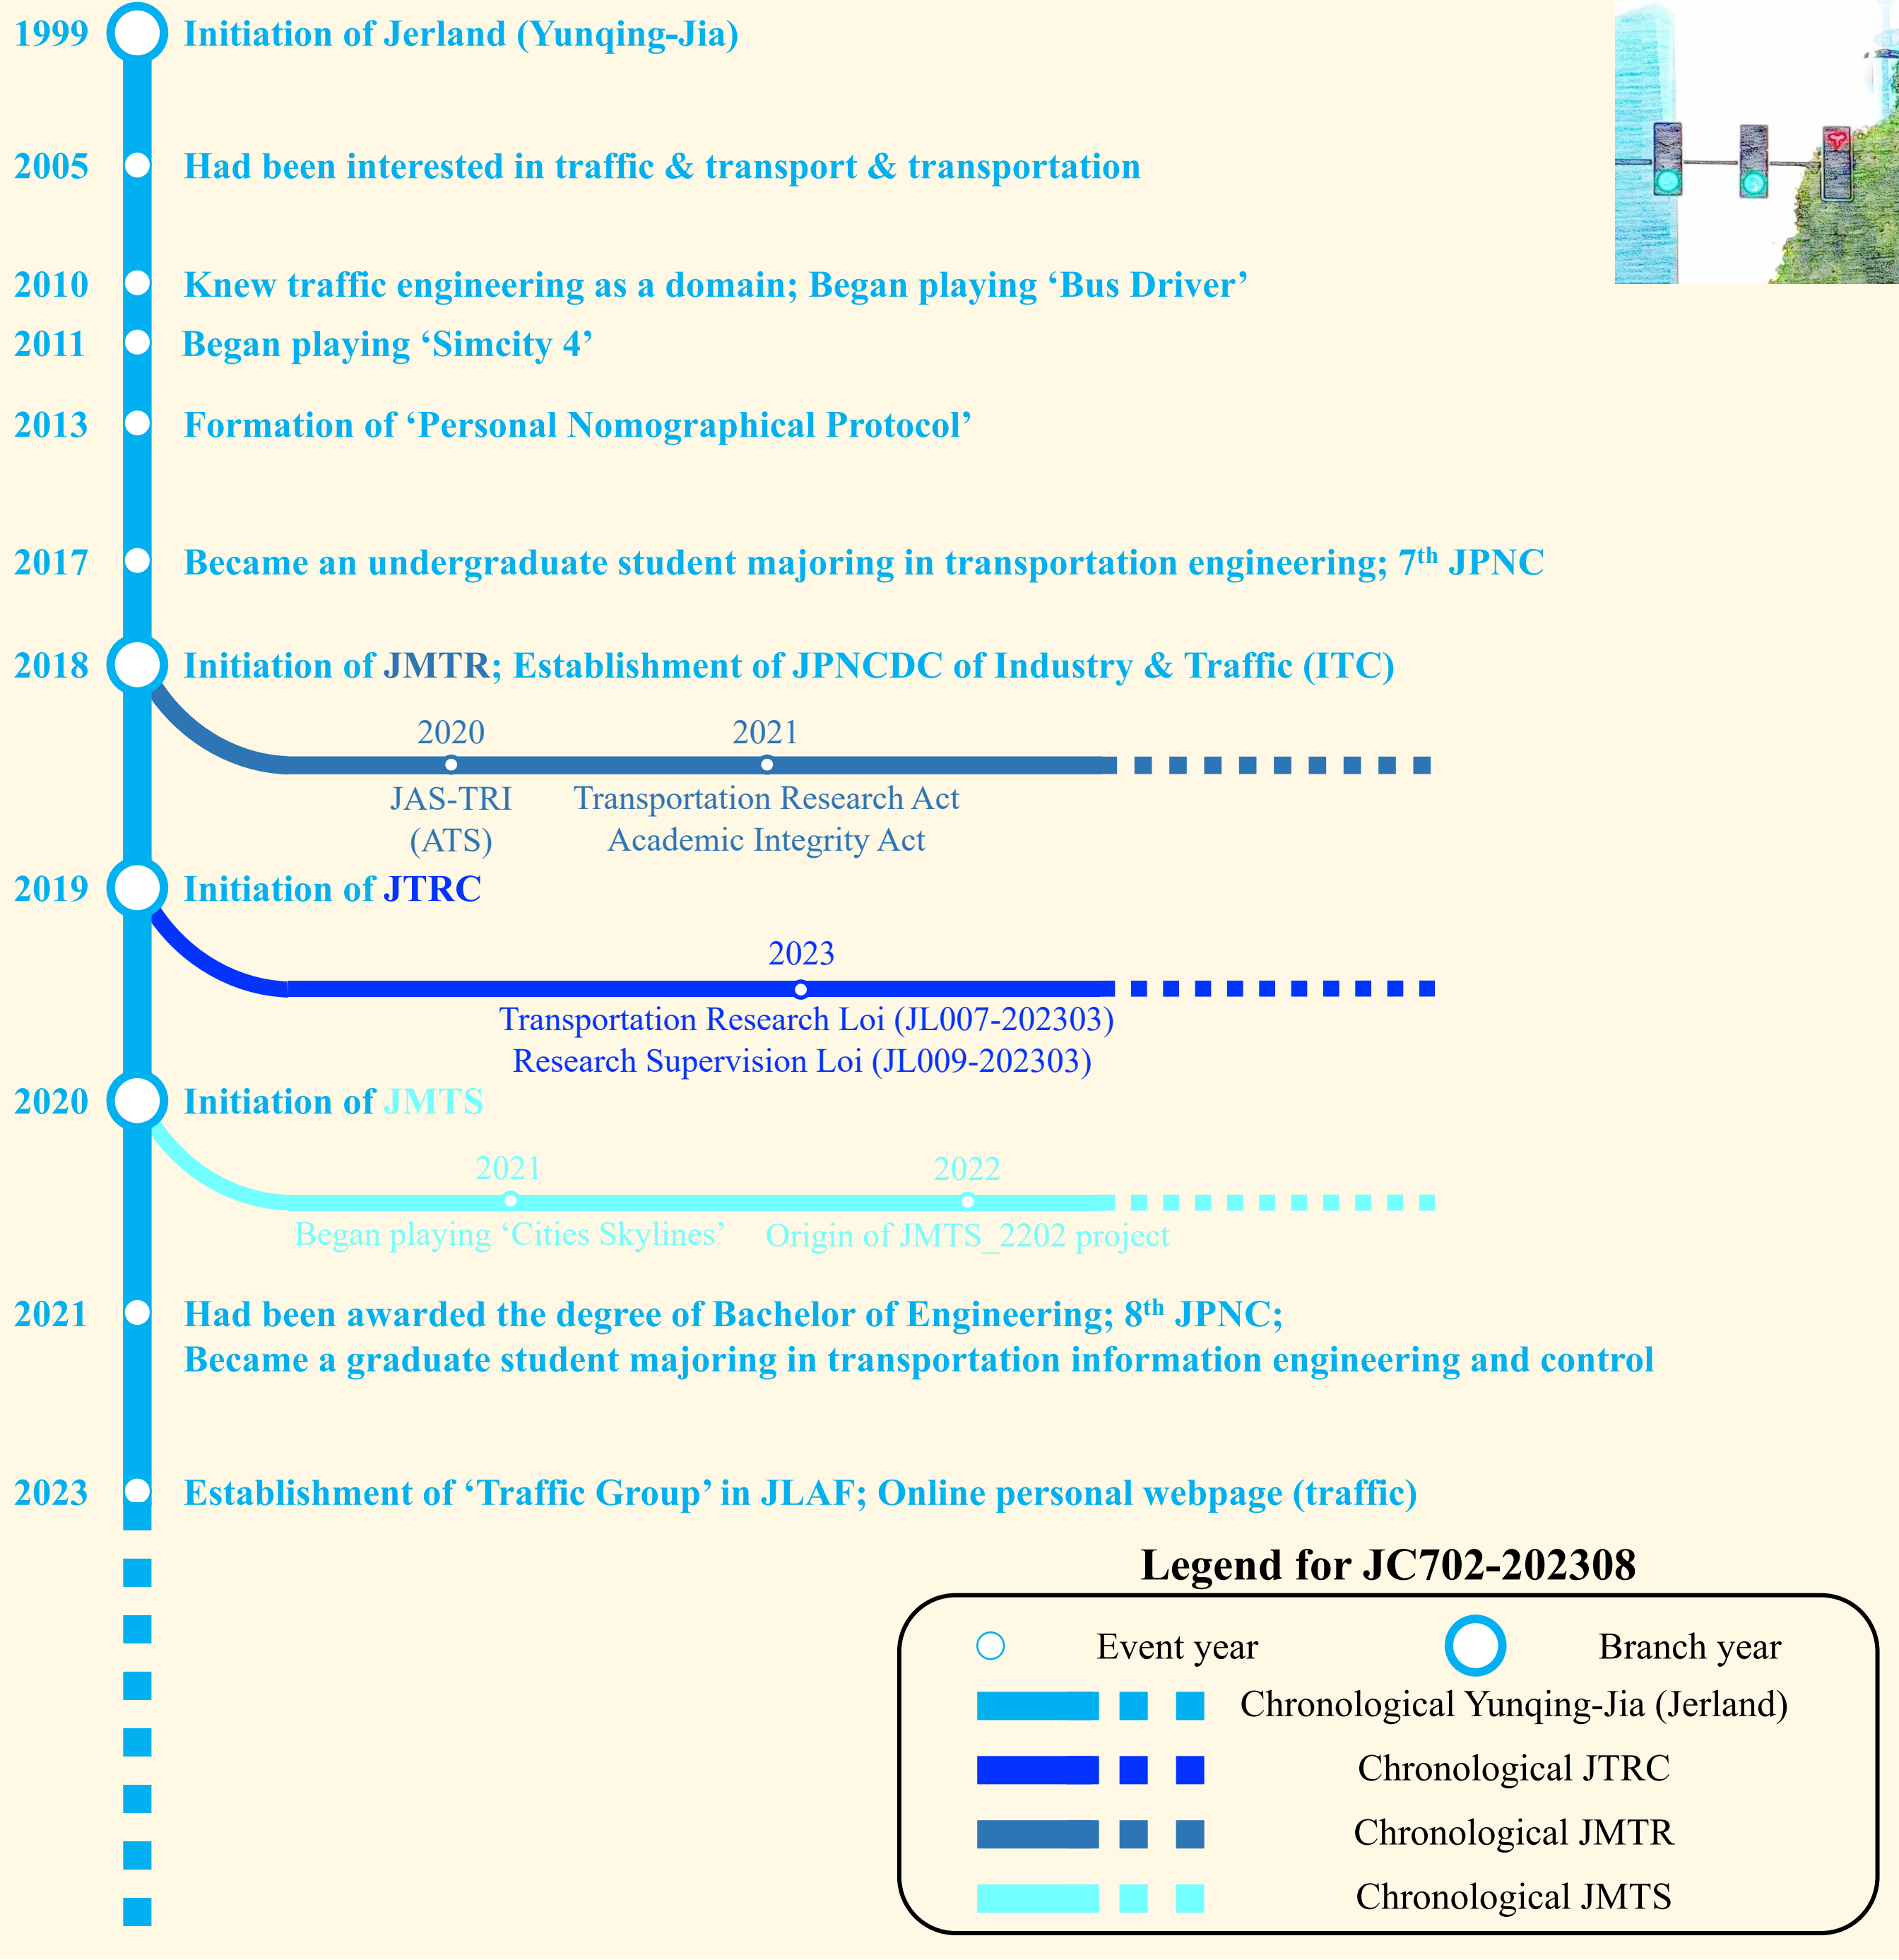 1999 Initiation of Jerland (Yunqing-Jia)
2005 Had been interested in traffic & transport & transportation
2010 Knew traffic engineering as a domain; Began playing ‘Bus Driver’
2011 Began playing ‘Simcity 4’
2013 Formation of ‘Personal Nomographical Protocol’
2017 Became an undergraduate student majoring in transportation engineering; 7th JPNC
2018 Initiation of JMTR; Establishment of JPNCDC of Industry & Traffic (ITC)
2020 2021
JAS-TRI Transportation Research Act
(ATS) Academic Integrity Act
2019 Initiation of JTRC
2023
Transportation Research Loi (JL007-202303)
Research Supervision Loi (JL009-202303)
2020 Initiation of JMTS
2021 2022
Began playing ‘Cities Skylines’ Origin of JMTS_2202 project
2021 Had been awarded the degree of Bachelor of Engineering; 8th JPNC;
Became a graduate student majoring in transportation information engineering and control
2023 Establishment of ‘Traffic Group’ in JLAF; Online personal webpage (traffic)
Legend for JC702-202308
Event year Branch year
Chronological Yunqing-Jia (Jerland)
Chronological JTRC
Chronological JMTR
Chronological JMTS